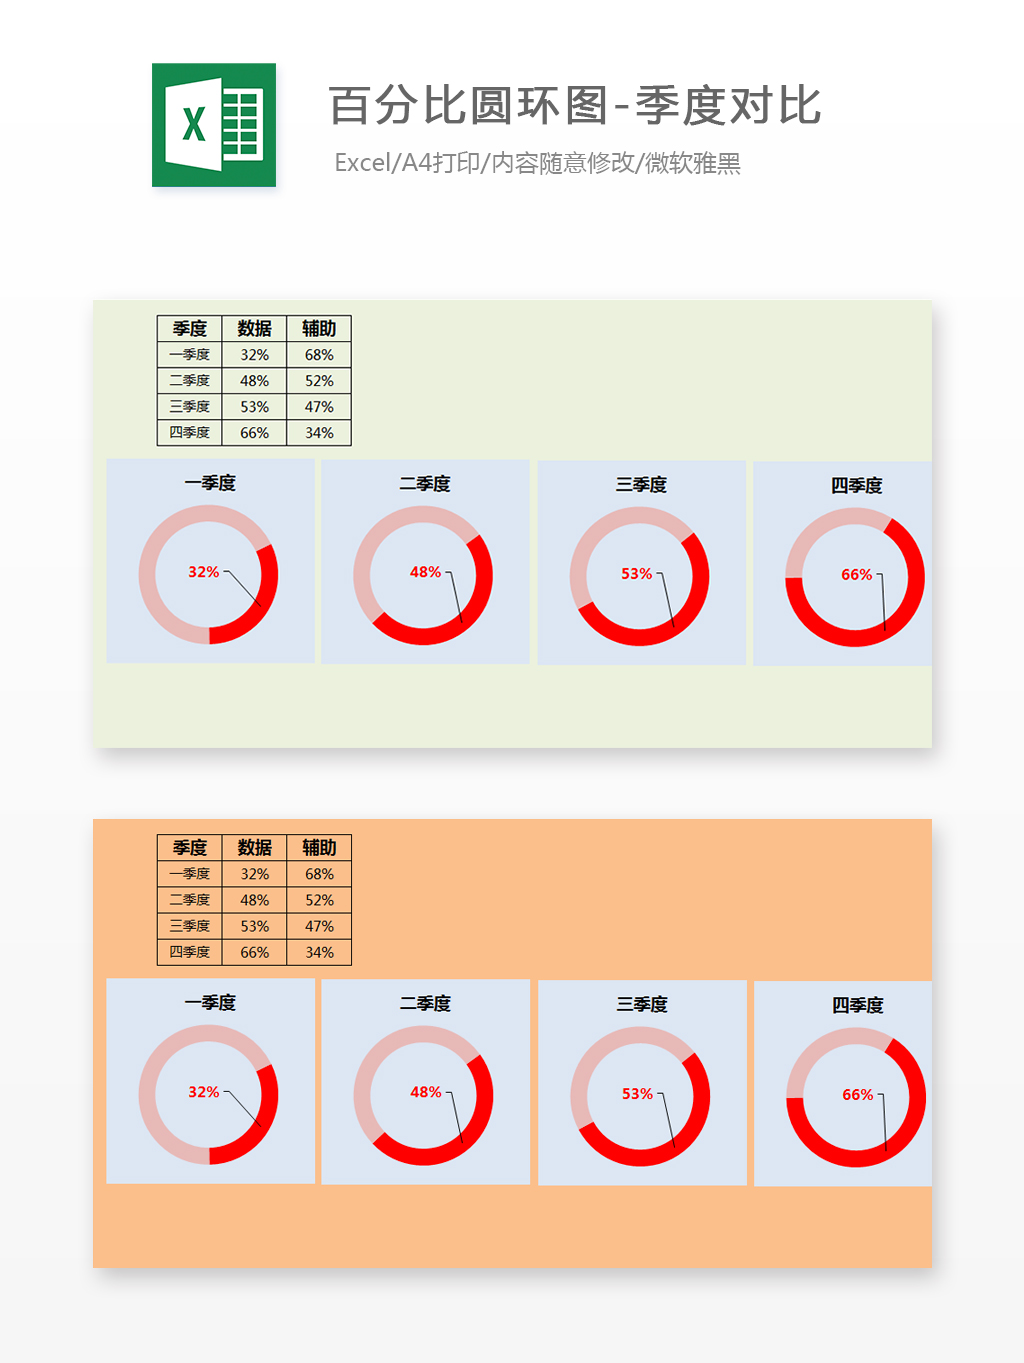 X
百分比圆环图-季度对比
Excel/A4打印/内容随意修改/微软雅黑
季度 数据 辅助
一季度 32% 68%
二季度 48% 52%
三季度 53% 47%
四季度 66% 34%
一季度 二季度 三季度 四季度
32% 48% 53% 66%
季度 数据 辅助
一季度 32% 68%
二季度 48% 52%
三季度 53% 47%
四季度 66% 34%
一季度 二季度 三季度 四季度
32% 48% 53% 66%